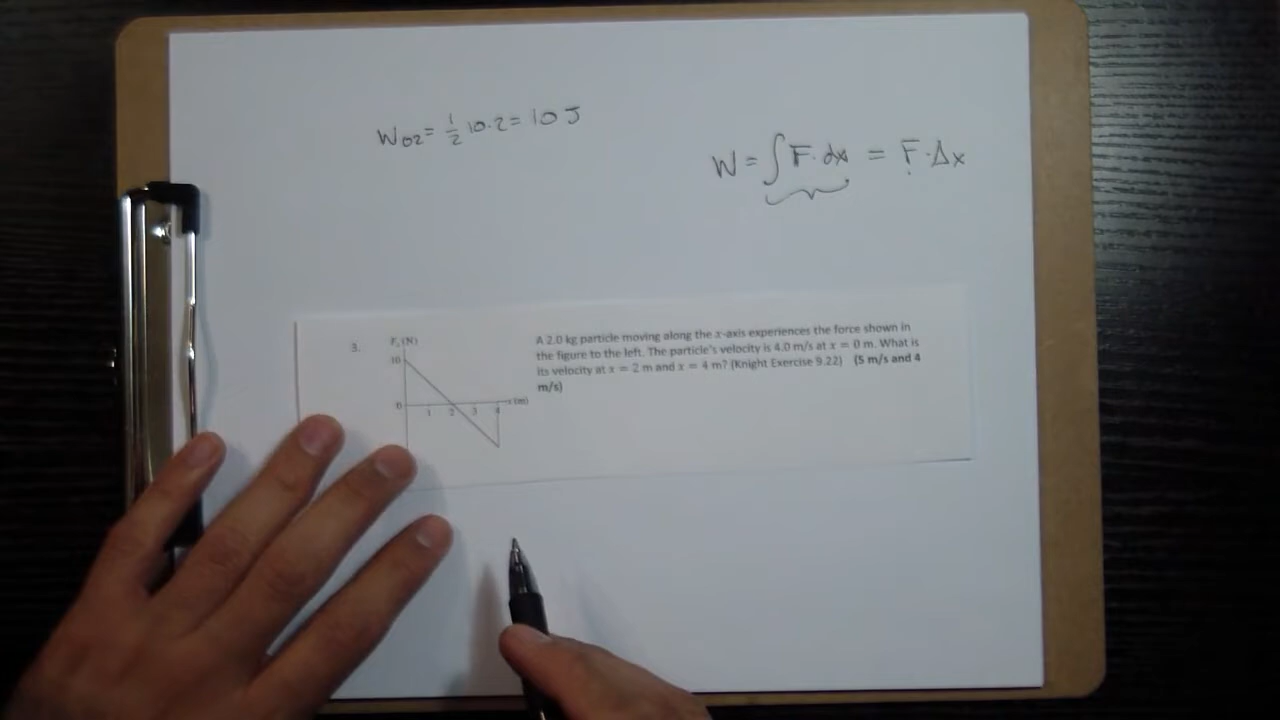 W02 = 1/2 10·2 = 10 J
W = ∫F·dx = F·Δx
3.
Fx (N)
10
0
1 2 3 4
x (m)
A 2.0 kg particle moving along the x-axis experiences the force shown in
the figure to the left. The particle's velocity is 4.0 m/s at x = 0 m. What is
its velocity at x = 2 m and x = 4 m? (Knight Exercise 9.22) (5 m/s and 4
m/s)